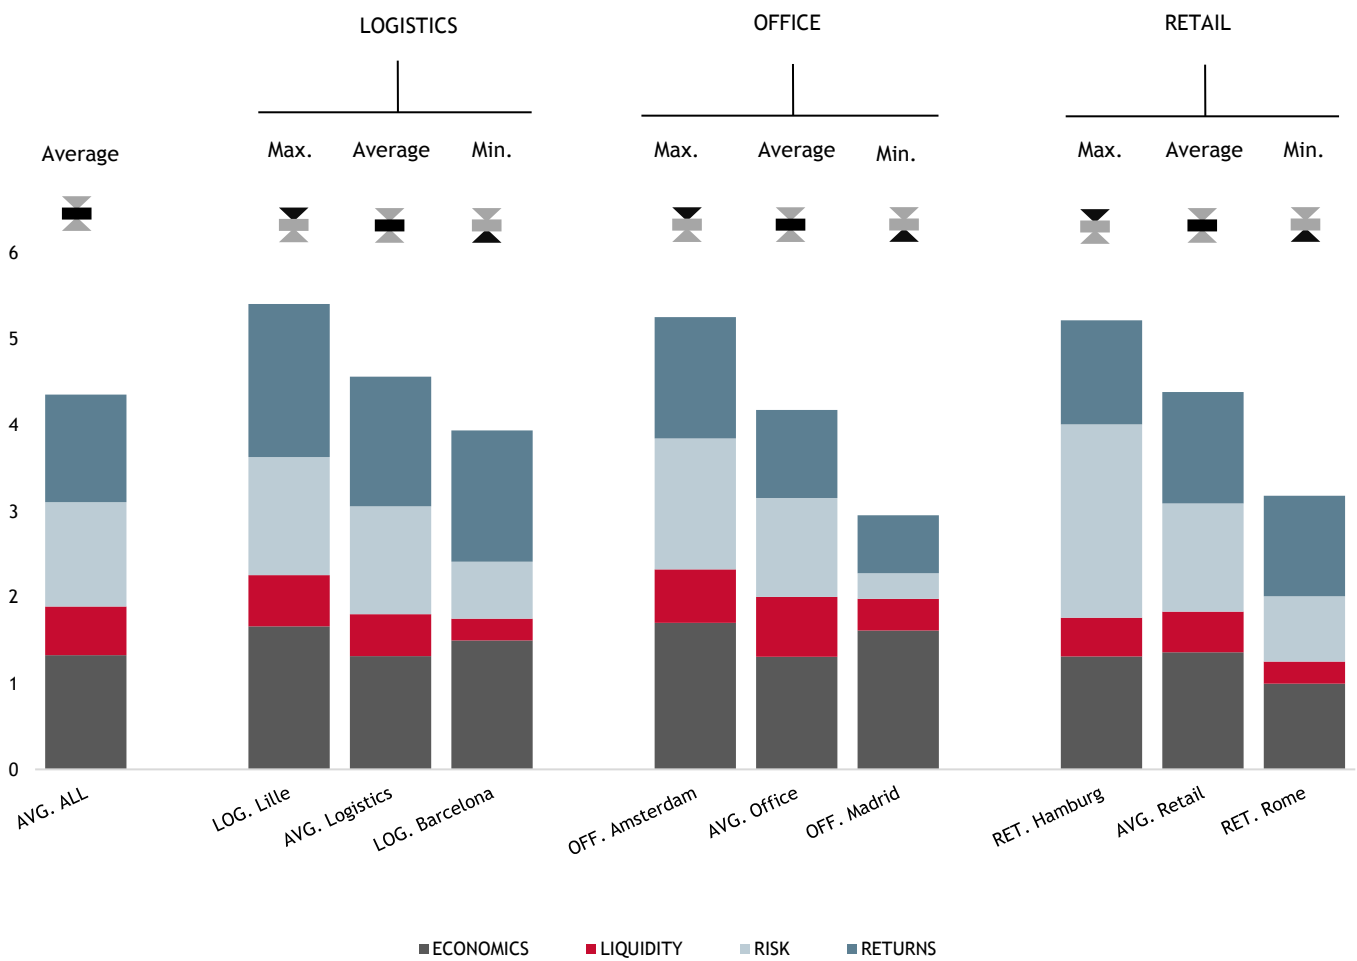 LOGISTICS
OFFICE
RETAIL
Average
Max.
Average
Min.
Max.
Average
Min.
Max.
Average
Min.
6
5
4
3
2
1
0
AVG. ALL
LOG. Lille
AVG. Logistics
LOG. Barcelona
OFF. Amsterdam
AVG. Office
OFF. Madrid
RET. Hamburg
AVG. Retail
RET. Rome
ECONOMICS
LIQUIDITY
RISK
RETURNS